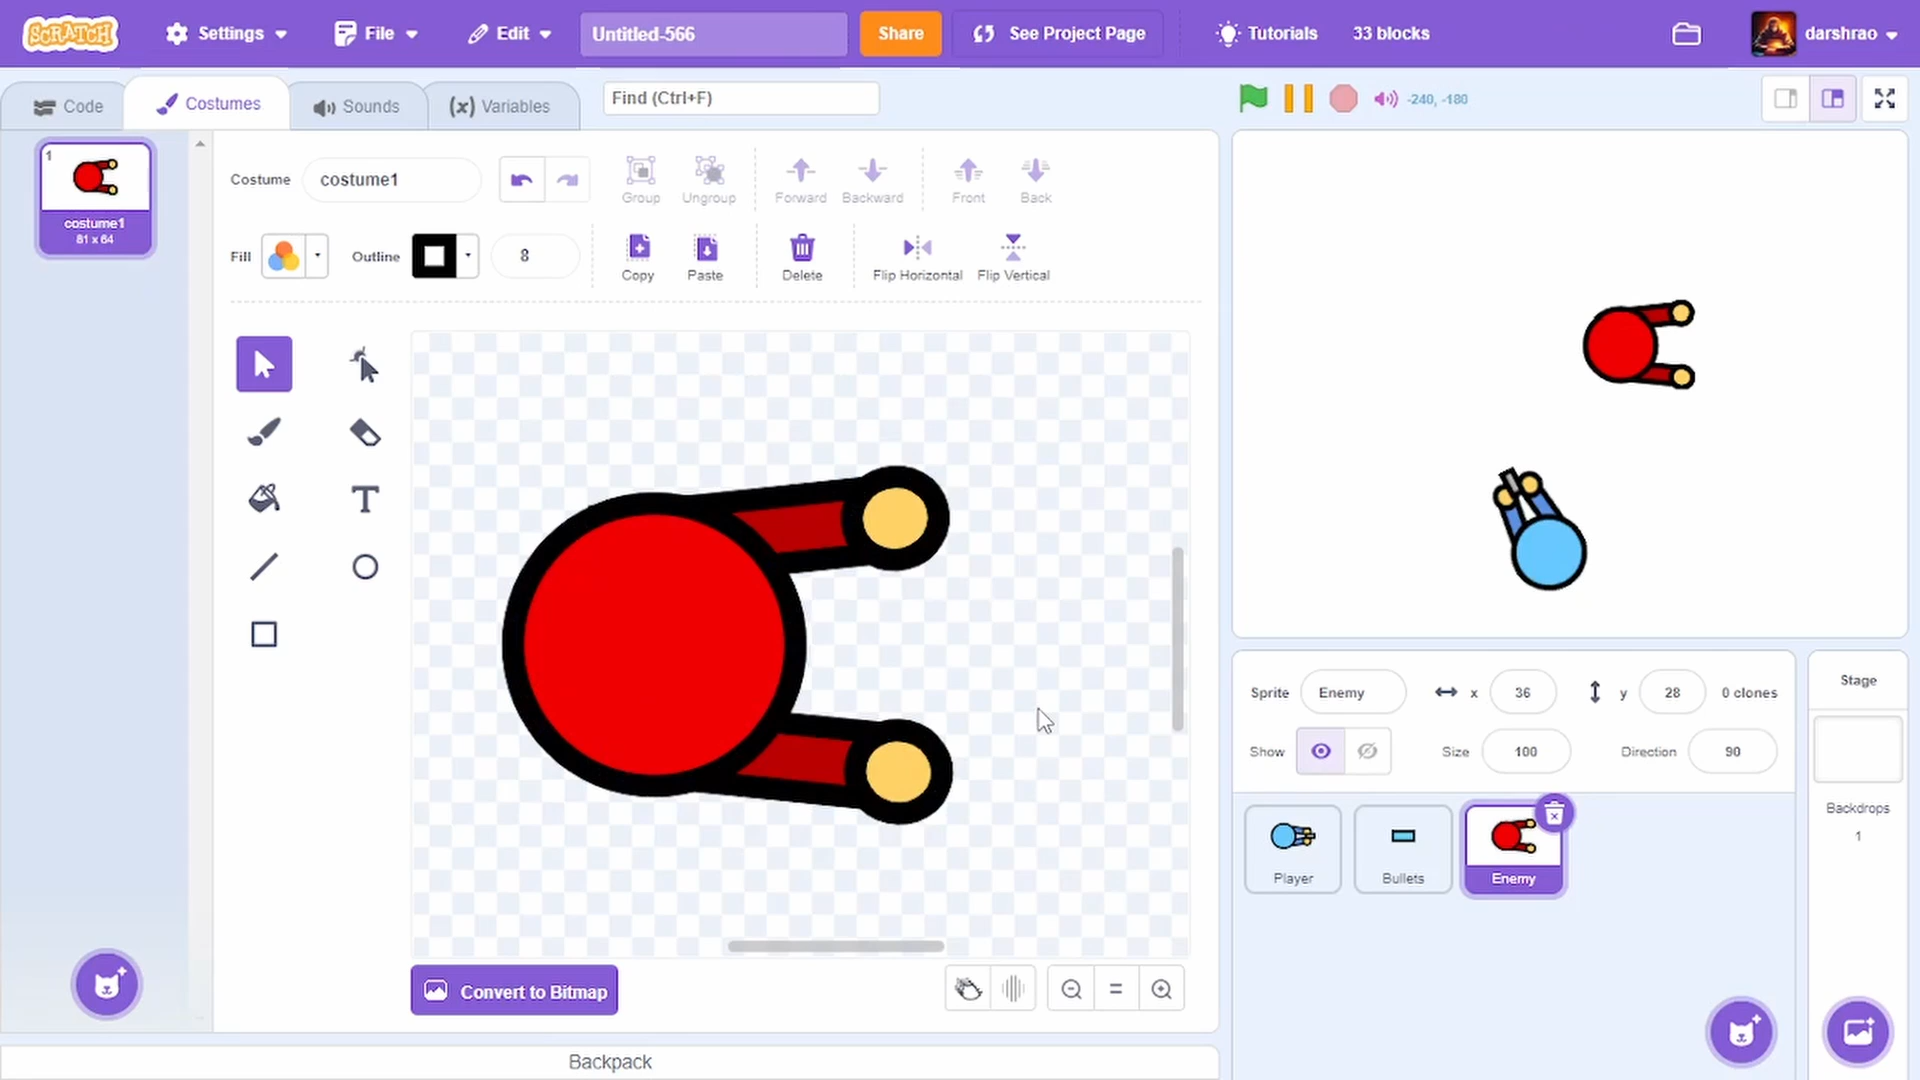 SCRATCH
Settings
File
Edit
Untitled-566
Share
See Project Page
Tutorials
33 blocks
darshrao
Code
Costumes
Sounds
(x) Variables
Find (Ctrl+F)
-240, -180
1
costume1
81 x 64
Costume
costume1
Group
Ungroup
Forward
Backward
Front
Back
Fill
Outline
8
Copy
Paste
Delete
Flip Horizontal
Flip Vertical
T
Convert to Bitmap
=
Backpack
Sprite
Enemy
x
36
y
28
0 clones
Show
Size
100
Direction
90
Player
Bullets
Enemy
Stage
Backdrops
1